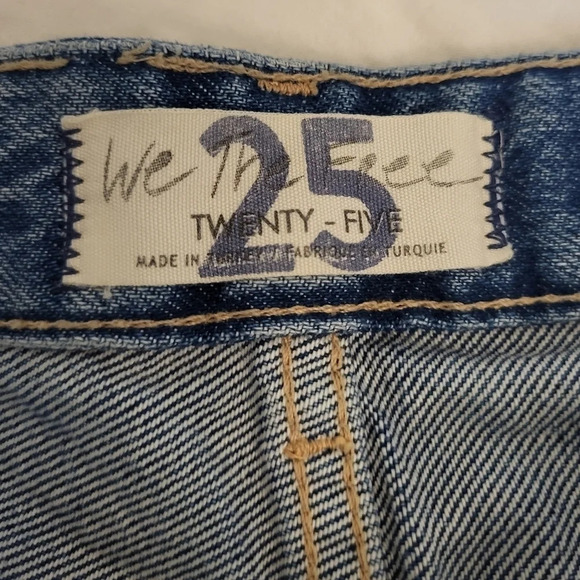 We The Free
25
TWENTY - FIVE
MADE IN TURKEY / FABRIQUE EN TURQUIE